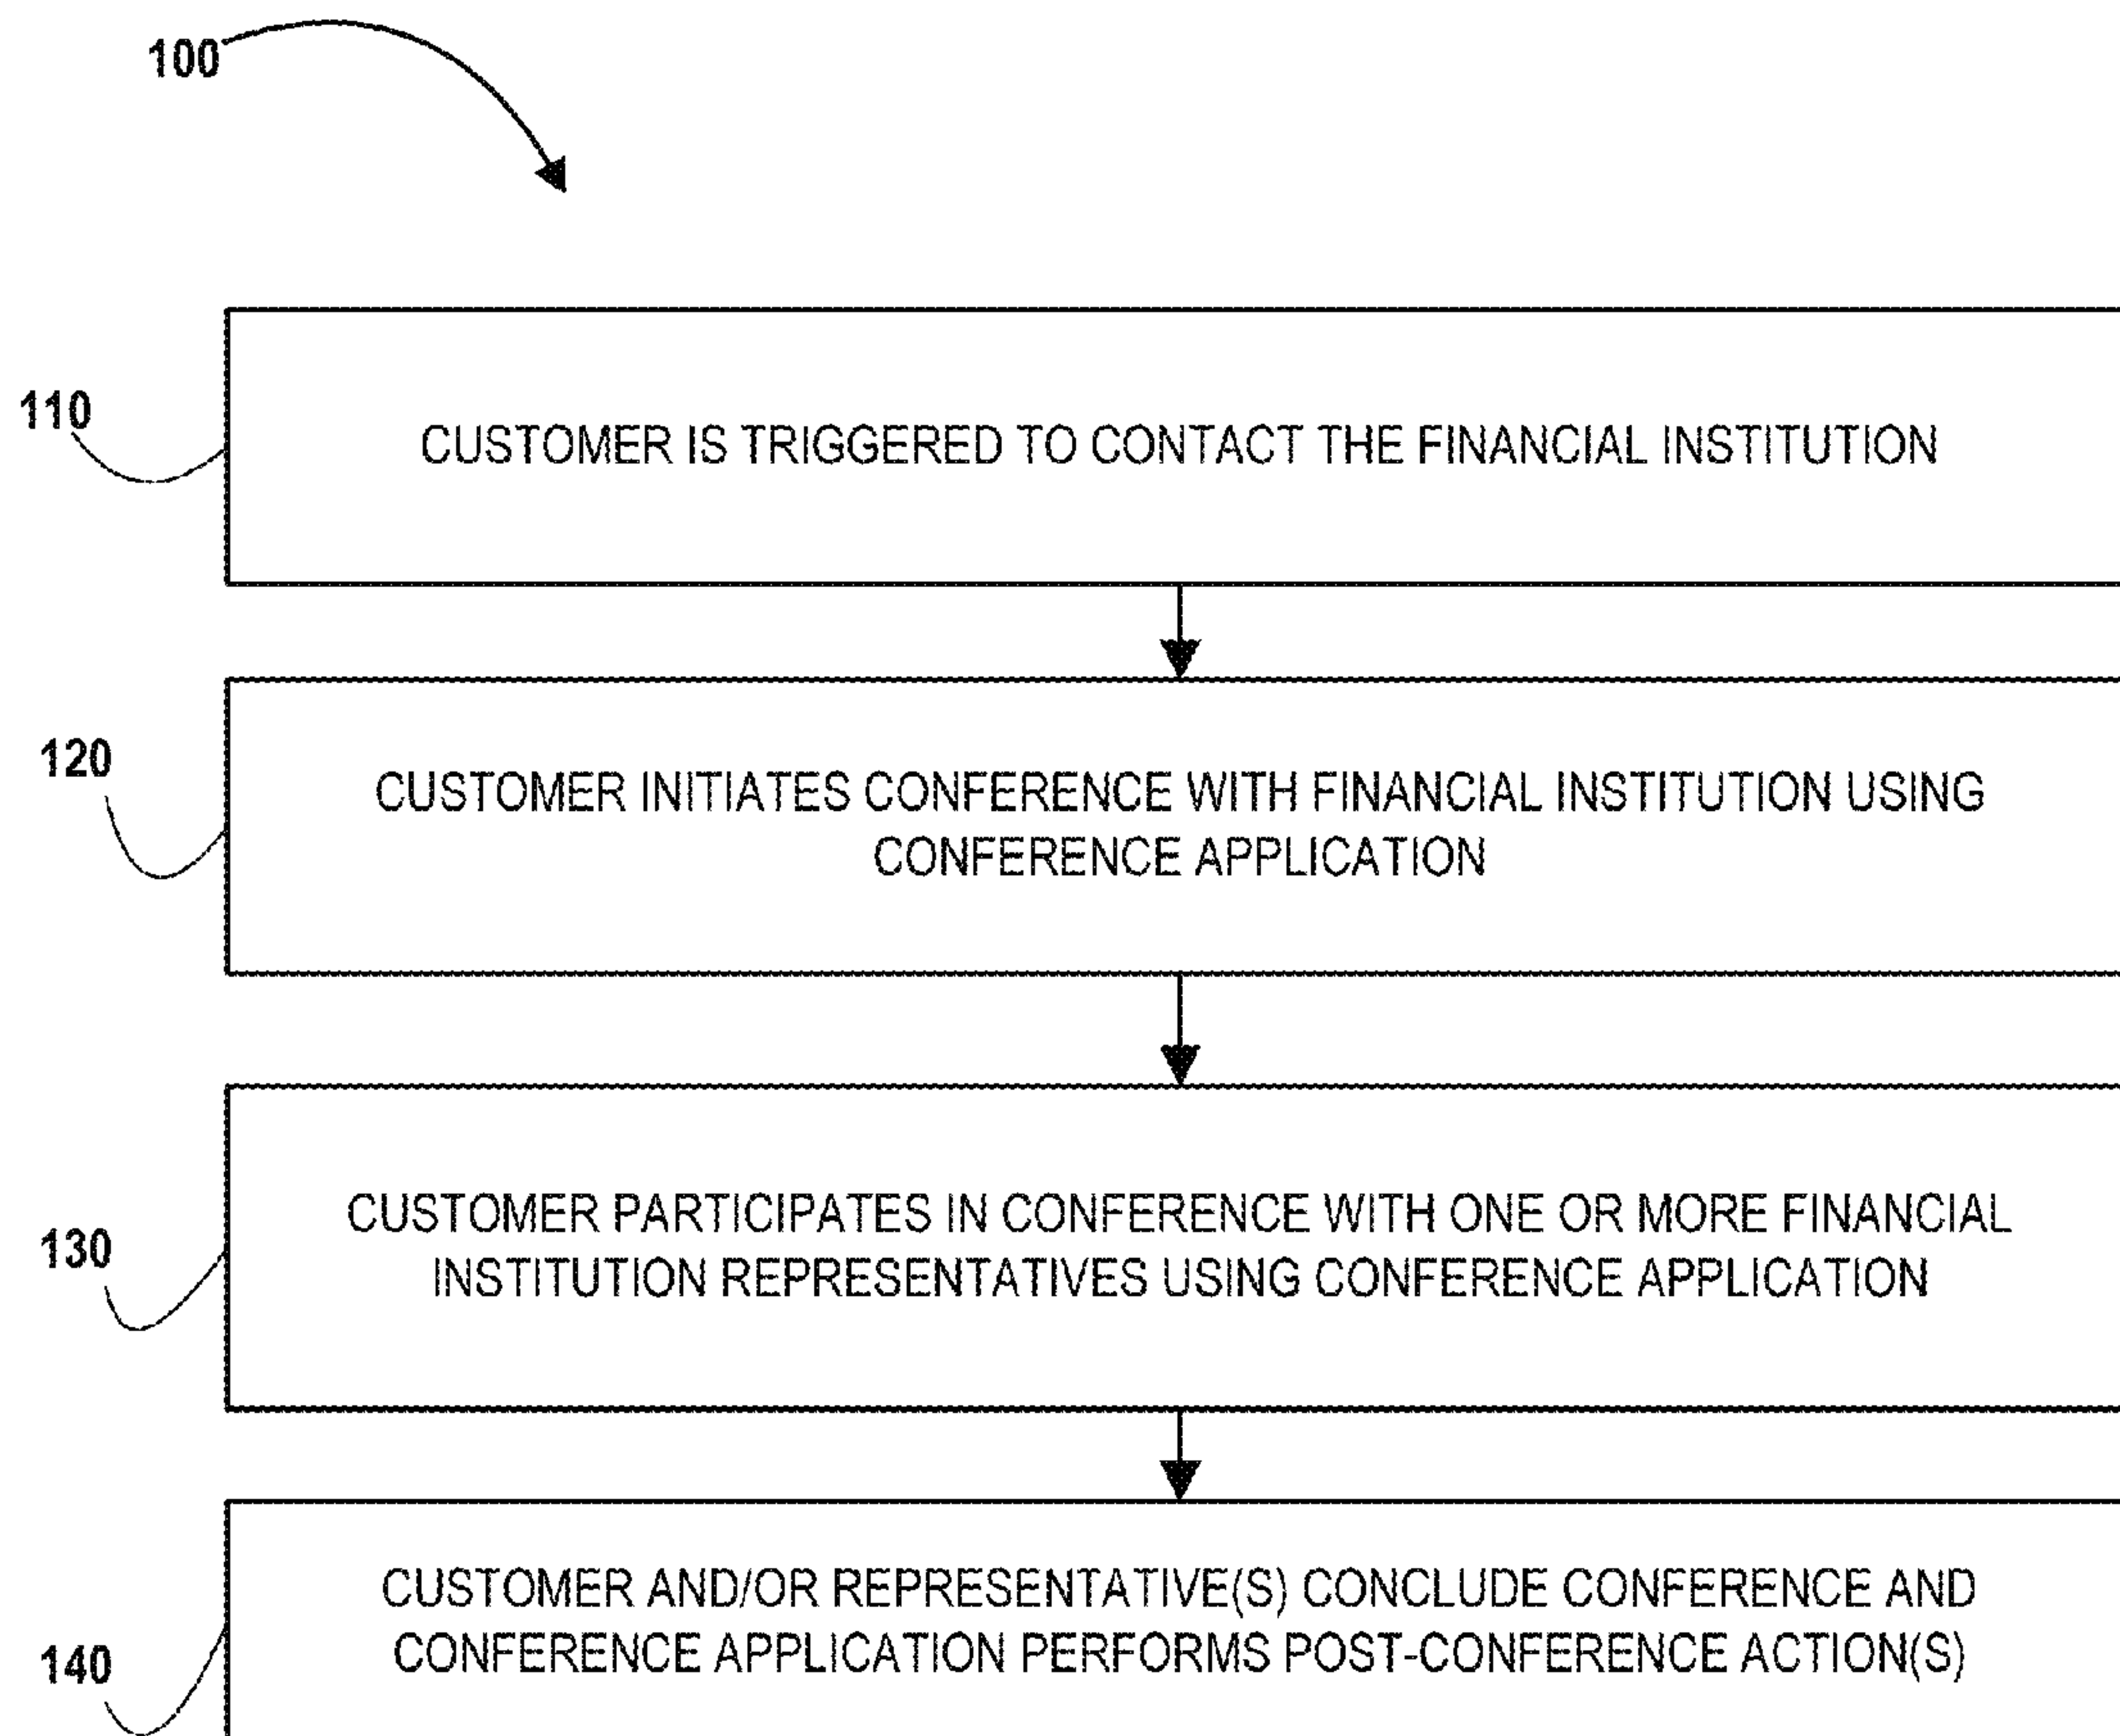 100
110
CUSTOMER IS TRIGGERED TO CONTACT THE FINANCIAL INSTITUTION
120
CUSTOMER INITIATES CONFERENCE WITH FINANCIAL INSTITUTION USING
CONFERENCE APPLICATION
130
CUSTOMER PARTICIPATES IN CONFERENCE WITH ONE OR MORE FINANCIAL
INSTITUTION REPRESENTATIVES USING CONFERENCE APPLICATION
140
CUSTOMER AND/OR REPRESENTATIVE(S) CONCLUDE CONFERENCE AND
CONFERENCE APPLICATION PERFORMS POST-CONFERENCE ACTION(S)